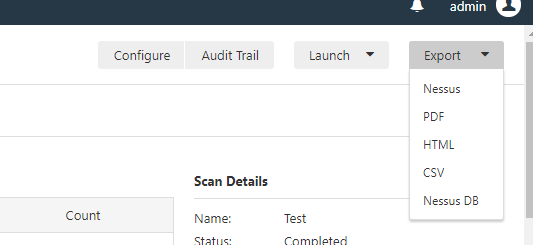 admin
Configure
Audit Trail
Launch
Export
Nessus
PDF
HTML
CSV
Nessus DB
Scan Details
Count
Name: Test
Status: Completed